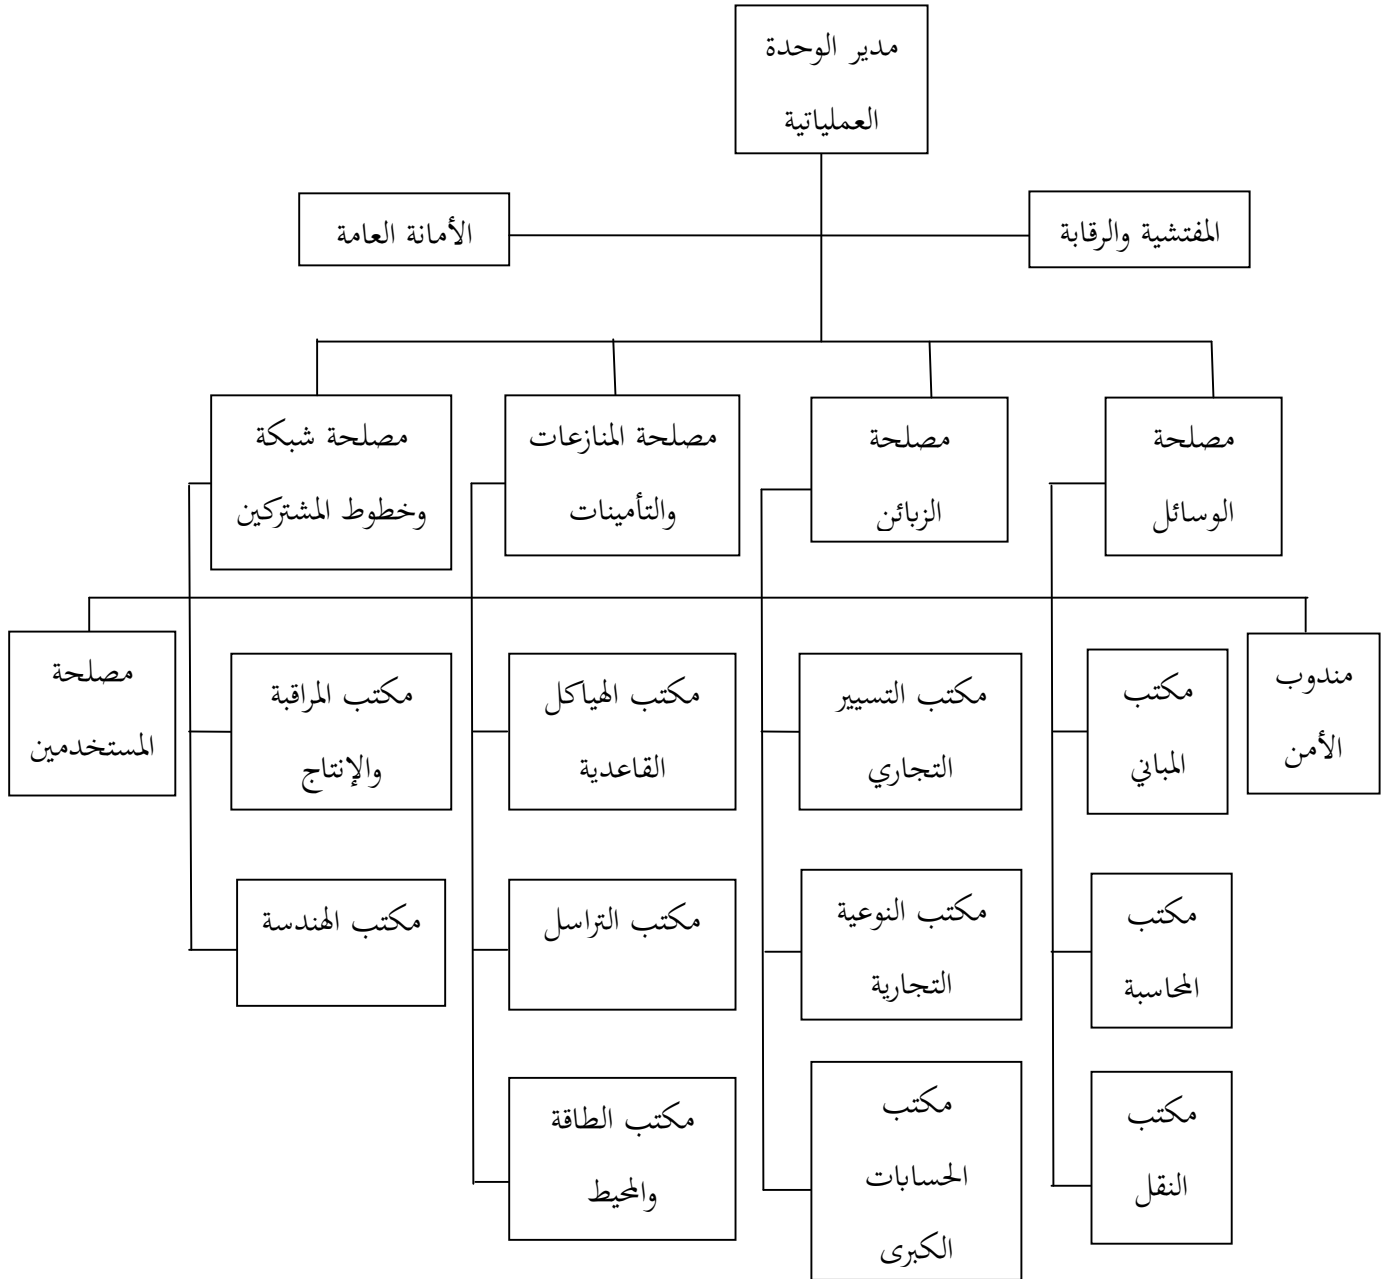 مدير الوحدة
العملياتية
المفتشية والرقابة
الأمانة العامة
مصلحة
الوسائل
مصلحة
الزبائن
مصلحة المنازعات
والتأمينات
مصلحة شبكة
وخطوط المشتركين
مندوب
الأمن
مكتب
المباني
مكتب التسيير
التجاري
مكتب الهياكل
القاعدية
مكتب المراقبة
والإنتاج
مصلحة
المستخدمين
مكتب
المحاسبة
مكتب النوعية
التجارية
مكتب التراسل
مكتب الهندسة
مكتب
النقل
مكتب
الحسابات
الكبرى
مكتب الطاقة
والمحيط